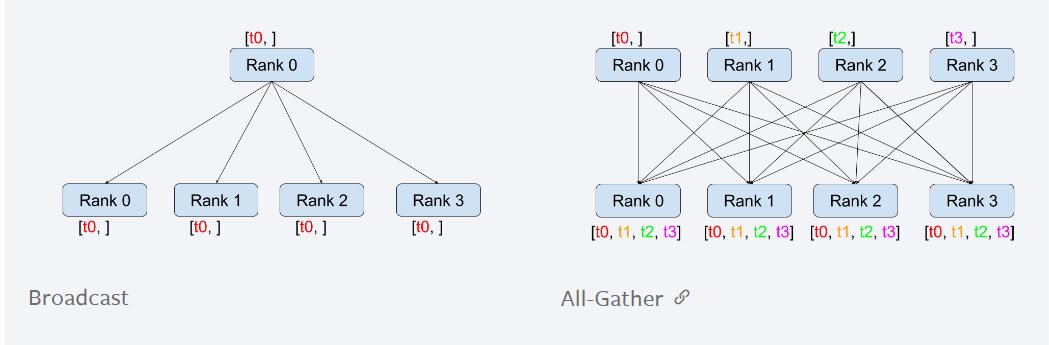 [t0, ]
Rank 0
Rank 0
Rank 1
Rank 2
Rank 3
[t0, ]
[t0, ]
[t0, ]
[t0, ]
Broadcast
[t0, ]
[t1,]
[t2,]
[t3, ]
Rank 0
Rank 1
Rank 2
Rank 3
Rank 0
Rank 1
Rank 2
Rank 3
[t0, t1, t2, t3]
[t0, t1, t2, t3]
[t0, t1, t2, t3]
[t0, t1, t2, t3]
All-Gather